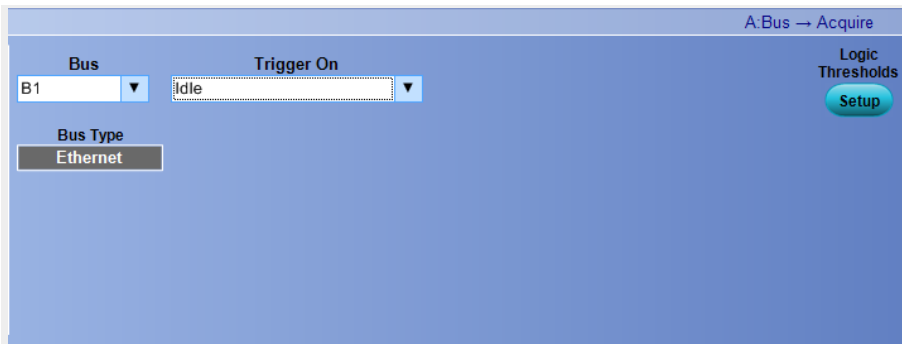 A:Bus → Acquire
Bus
Trigger On
Logic
Thresholds
B1
Idle
Setup
Bus Type
Ethernet